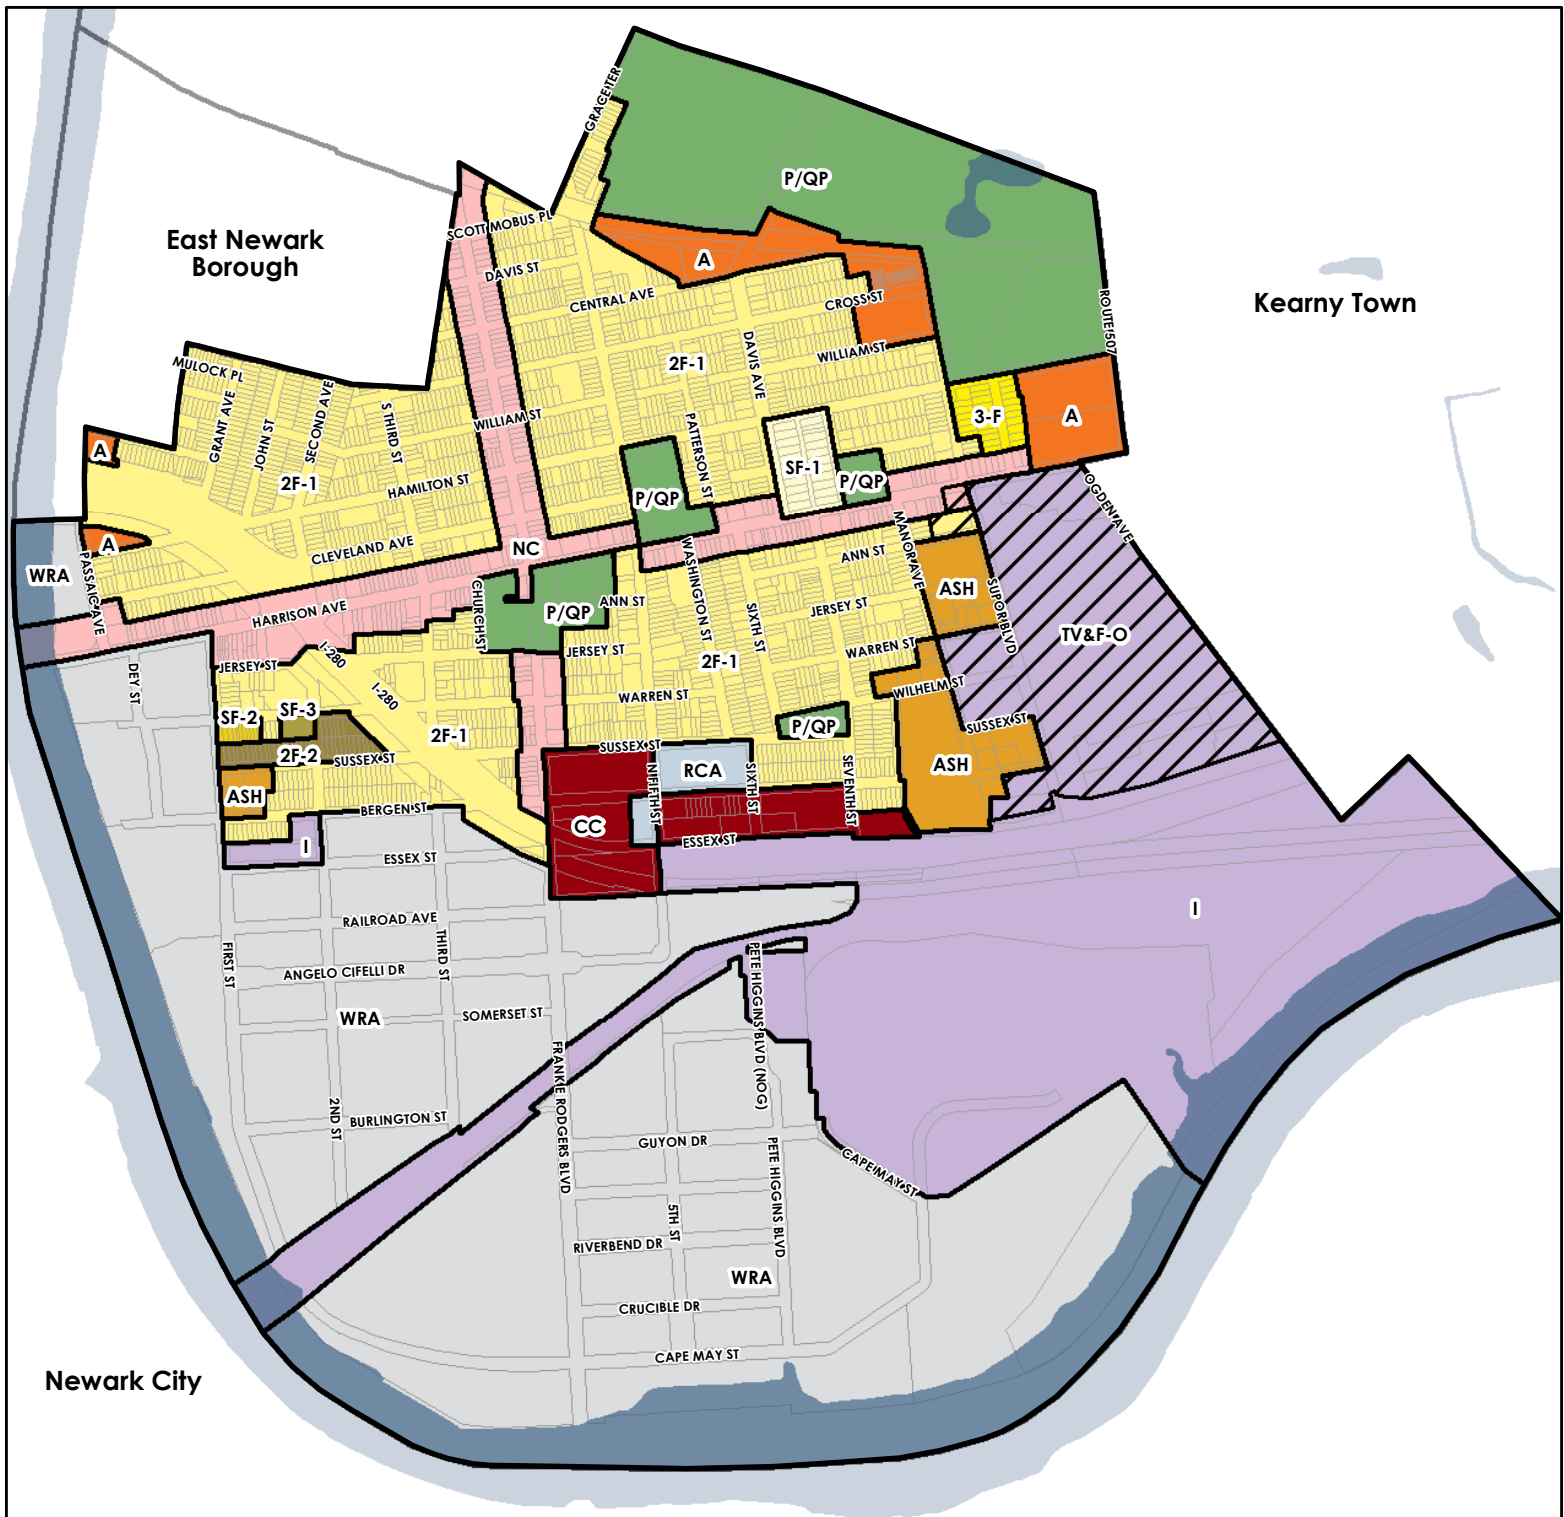 GRACE TER
P/QP
SCOTT MOBUS PL
East Newark
Borough
DAVIS ST
A
CENTRAL AVE
CROSS ST
Kearny Town
ROUTE 507
MULOCK PL
2F-1
DAVIS AVE
WILLIAM ST
GRANT AVE
JOHN ST
SECOND AVE
S THIRD ST
WILLIAM ST
PATTERSON ST
3-F
A
A
SF-1
2F-1
HAMILTON ST
P/QP
P/QP
OGDEN AVE
A
CLEVELAND AVE
NC
WASHINGTON ST
MANOR AVE
ANN ST
WRA
PASSAIC AVE
HARRISON AVE
CHURCH ST
P/QP
ANN ST
SIXTH ST
JERSEY ST
ASH
SUPOR BLVD
TV&F-O
JERSEY ST
I-280
JERSEY ST
2F-1
WARREN ST
DEY ST
I-280
WARREN ST
WILHELM ST
SF-2
SF-3
2F-1
P/QP
SUSSEX ST
2F-2
SUSSEX ST
SUSSEX ST
RCA
NIFIFTH ST
SIXTH ST
SEVENTH ST
ASH
ASH
BERGEN ST
CC
ESSEX ST
I
ESSEX ST
I
RAILROAD AVE
FIRST ST
THIRD ST
ANGELO CIFELLI DR
PETE HIGGINS BLVD (NOG)
WRA
SOMERSET ST
FRANK E RODGERS BLVD
2ND ST
BURLINGTON ST
GUYON DR
PETE HIGGINS BLVD
CAPE MAY ST
5TH ST
RIVERBEND DR
WRA
CRUCIBLE DR
CAPE MAY ST
Newark City